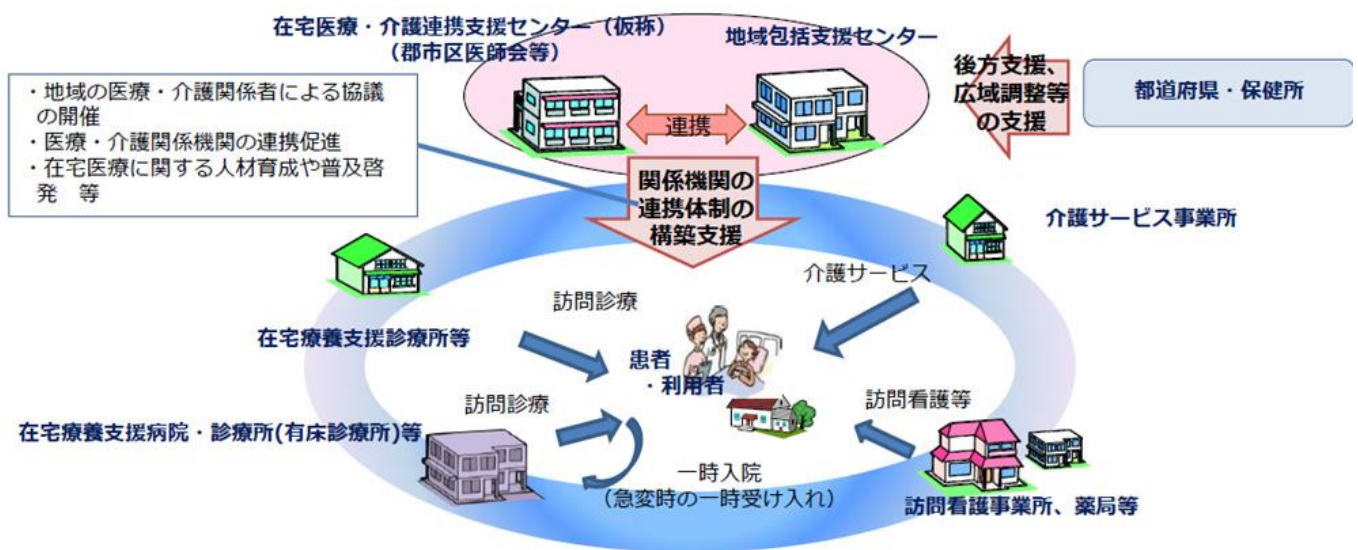 在宅医療・介護連携支援センター（仮称）
（郡市区医師会等）
地域包括支援センター
連携
後方支援、
広域調整等
の支援
都道府県・保健所
・地域の医療・介護関係者による協議
の開催
・医療・介護関係機関の連携促進
・在宅医療に関する人材育成や普及啓
発　等
関係機関の
連携体制の
構築支援
介護サービス事業所
介護サービス
訪問診療
在宅療養支援診療所等
患者
・利用者
訪問診療
訪問看護等
在宅療養支援病院・診療所(有床診療所)等
一時入院
（急変時の一時受け入れ）
訪問看護事業所、薬局等